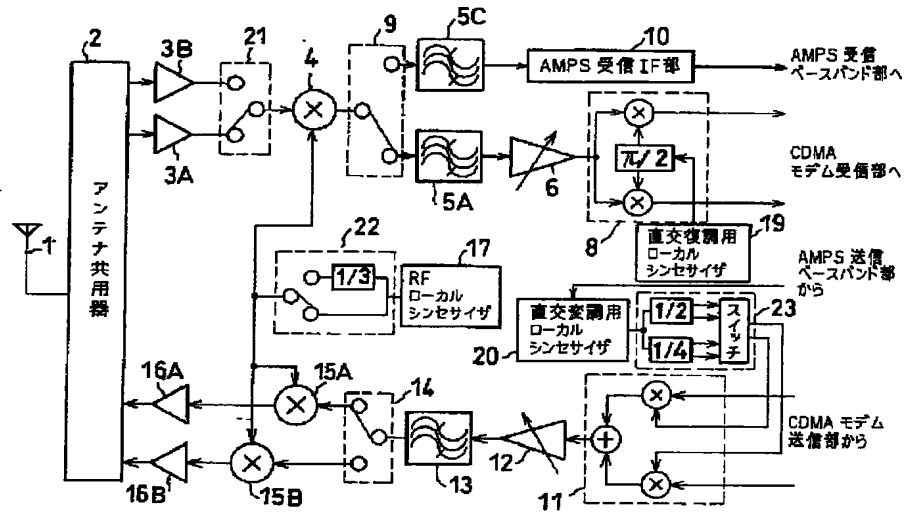 2
3B
21
4
9
5C
10
AMPS 受信IF部
AMPS 受信
ベースバンド部へ
3A
5A
6
π/2
8
CDMA
モデム受信部へ
アンテナ共用器
1
22
1/3
17
RF
ローカル
シンセサイザ
直交復調用
ローカル
シンセサイザ
19
AMPS 送信
ベースバンド部
から
直交変調用
ローカル
シンセサイザ
20
1/2
1/4
スイッチ
23
16A
15A
14
16B
15B
13
12
11
CDMA モデム
送信部から